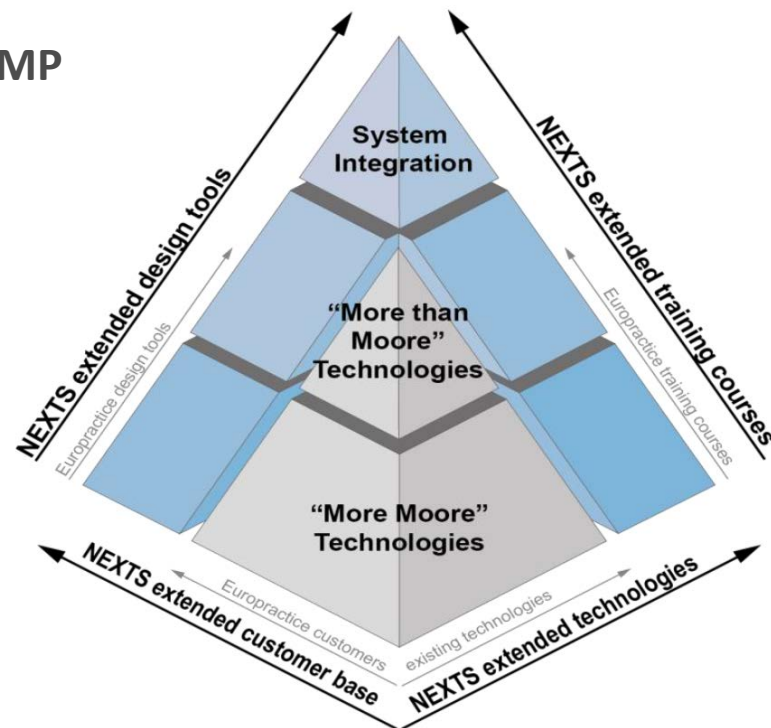 MP
System
Integration
NEXTS extended design tools
Europractice design tools
NEXTS extended training courses
Europractice training courses
“More than
Moore”
Technologies
“More Moore”
Technologies
Europractice customers
existing technologies
NEXTS extended customer base
NEXTS extended technologies